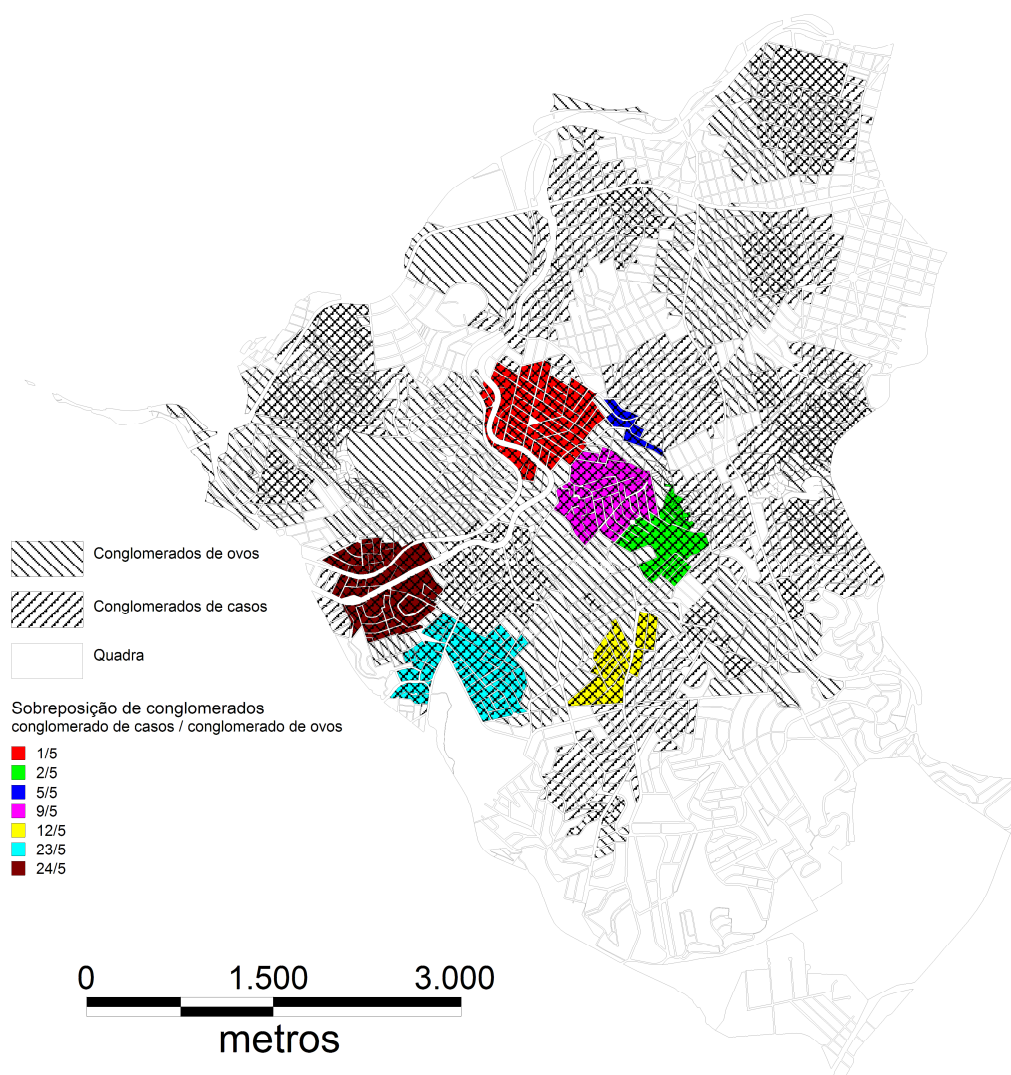 Conglomerados de ovos
Conglomerados de casos
Quadra
Sobreposição de conglomerados
conglomerado de casos / conglomerado de ovos
1/5
2/5
5/5
9/5
12/5
23/5
24/5
0 1.500 3.000
metros